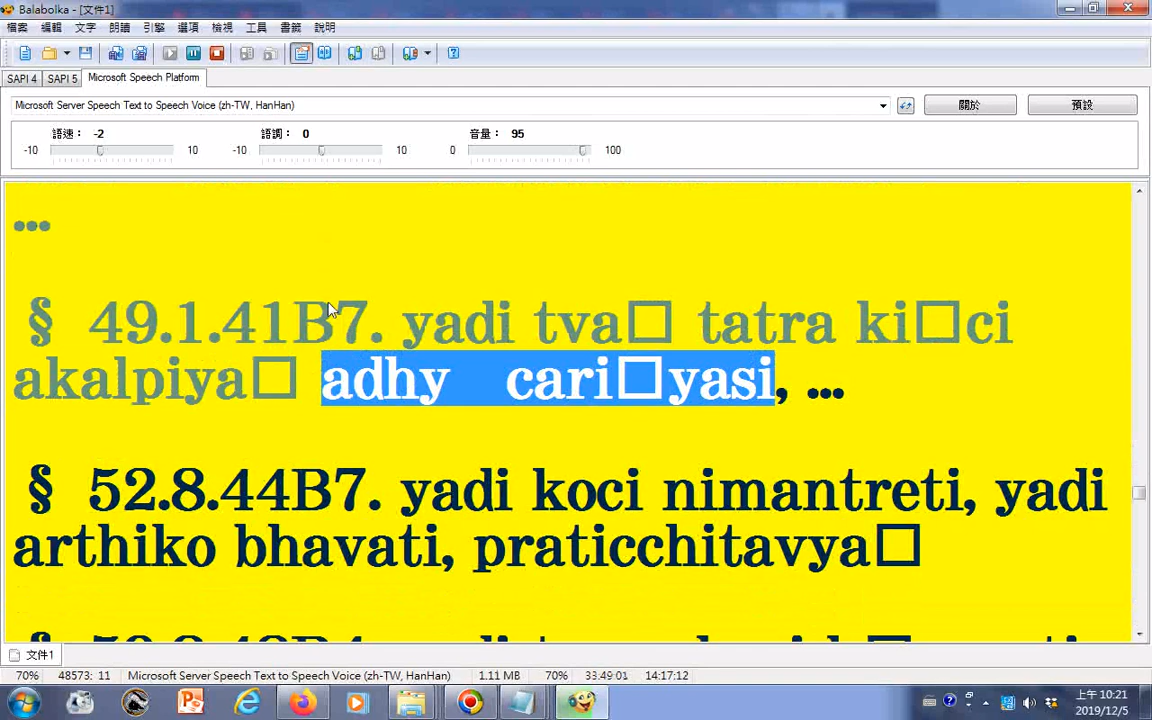 Balabolka - [文件1]
檔案 編輯 文字 朗讀 引擎 選項 檢視 工具 書籤 說明
SAPI 4 SAPI 5 Microsoft Speech Platform
Microsoft Server Speech Text to Speech Voice (zh-TW, HanHan) 關於 預設
語速： -2 語調： 0 音量： 95
-10 10 -10 10 0 100
...
§ 49.1.41B7. yadi tva□ tatra ki□ci
akalpiya□ adhy cari□yasi, ...
§ 52.8.44B7. yadi koci nimantreti, yadi
arthiko bhavati, praticchitavya□
文件1
70% 48573: 11 Microsoft Server Speech Text to Speech Voice (zh-TW, HanHan) 1.11 MB 70% 33:49:01 14:17:12
上午 10:21
2019/12/5